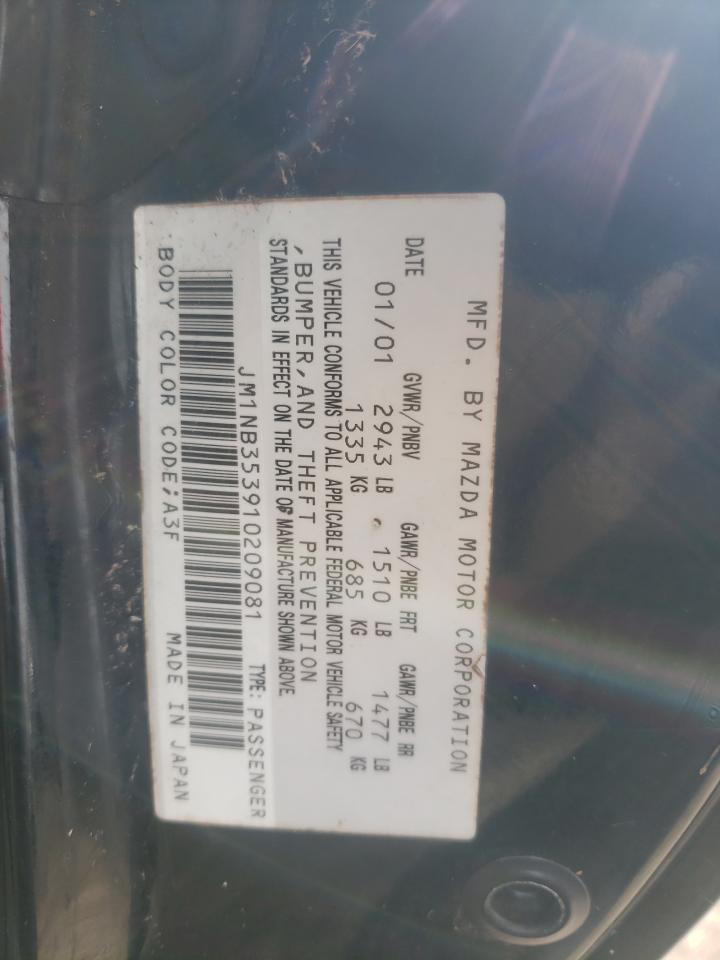 MFD. BY MAZDA MOTOR CORPORATION
DATE GVWR/PNBV GAWR/PNBE FRT GAWR/PNBE RR
01/01 2943 LB 1510 LB 1477 LB
1335 KG 685 KG 670 KG
THIS VEHICLE CONFORMS TO ALL APPLICABLE FEDERAL MOTOR VEHICLE SAFETY
, BUMPER, AND THEFT PREVENTION
STANDARDS IN EFFECT ON THE DATE OF MANUFACTURE SHOWN ABOVE.
JM1NB353910209081 TYPE: PASSENGER
BODY COLOR CODE;A3F MADE IN JAPAN